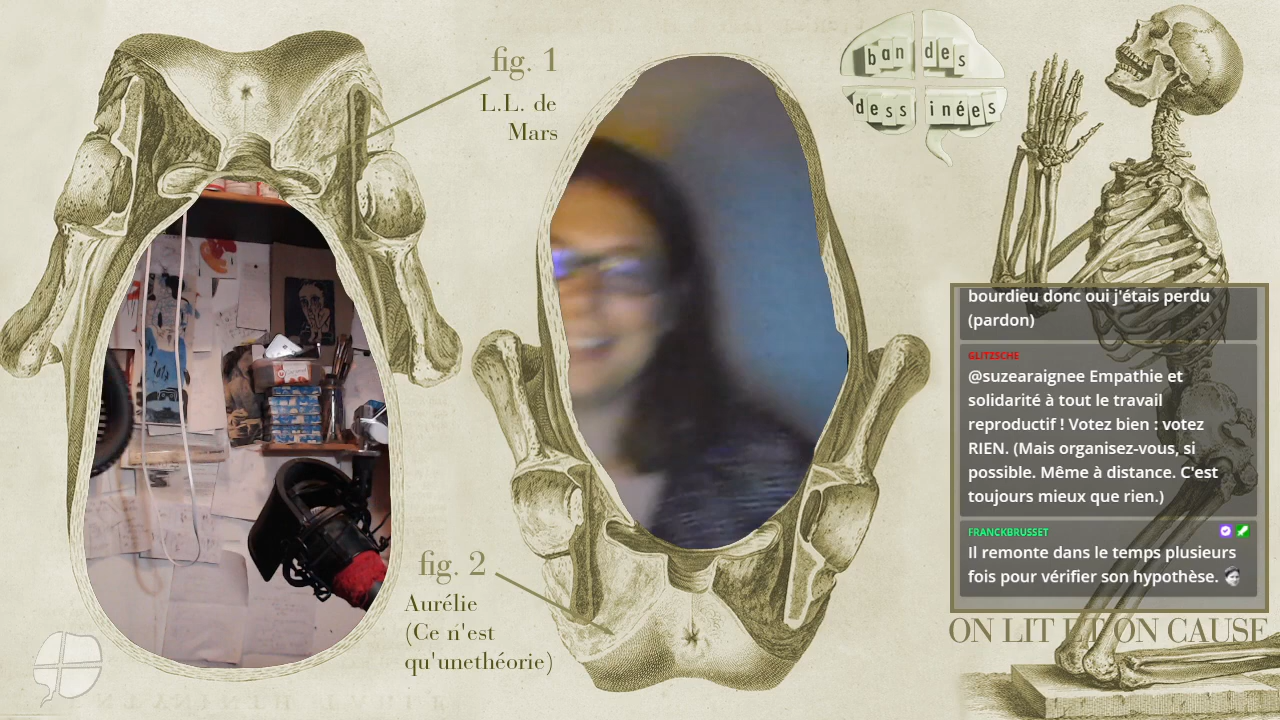 fig. 1
L.L. de
Mars
ban des
dess inées
bourdieu donc oui j'étais perdu
(pardon)
GLITZSCHE
@suzearaignee Empathie et
solidarité à tout le travail
reproductif ! Votez bien : votez
RIEN. (Mais organisez-vous, si
possible. Même à distance. C'est
toujours mieux que rien.)
FRANCKBRUSSET
Il remonte dans le temps plusieurs
fois pour vérifier son hypothèse.
fig. 2
Aurélie
(Ce n'est
qu'unethéorie)
ON LIT ET ON CAUSE